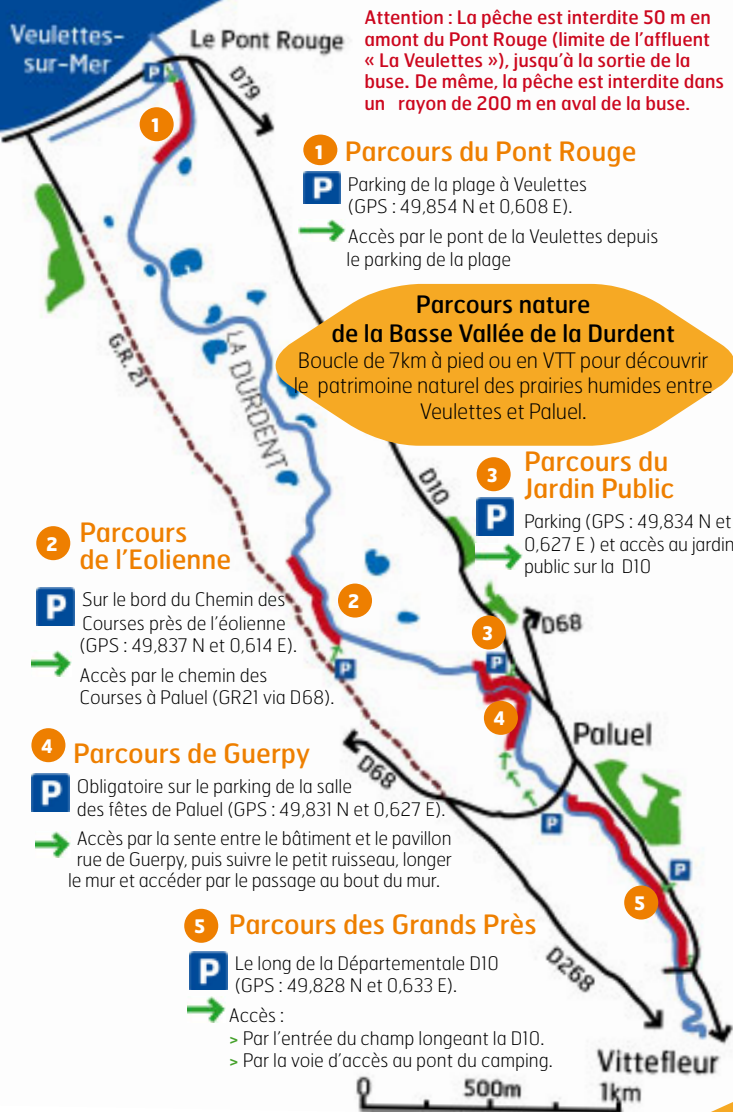 Veulettes-
sur-Mer
Le Pont Rouge
Attention : La pêche est interdite 50 m en
amont du Pont Rouge (limite de l'affluent
« La Veulettes »), jusqu'à la sortie de la
buse. De même, la pêche est interdite dans
un rayon de 200 m en aval de la buse.
P
D79
1
1 Parcours du Pont Rouge
P Parking de la plage à Veulettes
(GPS : 49,854 N et 0,608 E).
Accès par le pont de la Veulettes depuis
le parking de la plage
Parcours nature
de la Basse Vallée de la Durdent
Boucle de 7km à pied ou en VTT pour découvrir
le patrimoine naturel des prairies humides entre
Veulettes et Paluel.
G.R. 21
LA DURDENT
D10
3 Parcours du
Jardin Public
P Parking (GPS : 49,834 N et
0,627 E ) et accès au jardin
public sur la D10
2 Parcours
de l'Eolienne
P Sur le bord du Chemin des
Courses près de l'éolienne
(GPS : 49,837 N et 0,614 E).
Accès par le chemin des
Courses à Paluel (GR21 via D68).
2
P
3
P
D68
4
Paluel
4 Parcours de Guerpy
P Obligatoire sur le parking de la salle
des fêtes de Paluel (GPS : 49,831 N et 0,627 E).
Accès par la sente entre le bâtiment et le pavillon
rue de Guerpy, puis suivre le petit ruisseau, longer
le mur et accéder par le passage au bout du mur.
D68
P
P
5
5 Parcours des Grands Près
P Le long de la Départementale D10
(GPS : 49,828 N et 0,633 E).
Accès :
> Par l'entrée du champ longeant la D10.
> Par la voie d'accès au pont du camping.
D268
Vittefleur
0 500m 1km